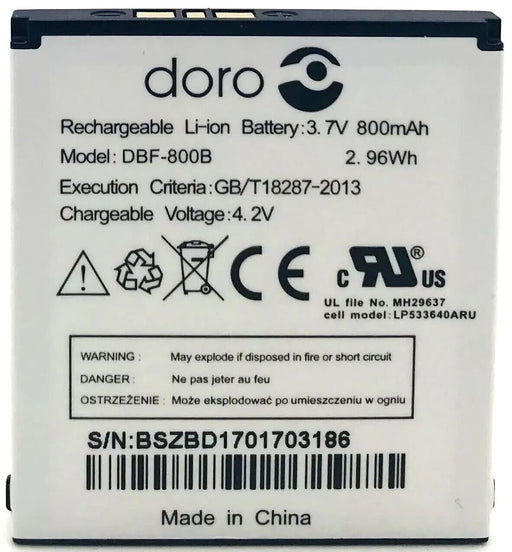 doro
Rechargeable Li-ion Battery:3.7V 800mAh
Model: DBF-800B 2.96Wh
Execution Criteria:GB/T18287-2013
Chargeable Voltage:4.2V
CE c RU® US
UL file No. MH29637
cell model:LP533640ARU
WARNING : May explode if disposed in fire or short circuit
DANGER : Ne pas jeter au feu
OSTRZEŻENIE : Może eksplodować po umieszczeniu w ogniu
S/N:BSZBD1701703186
Made in China